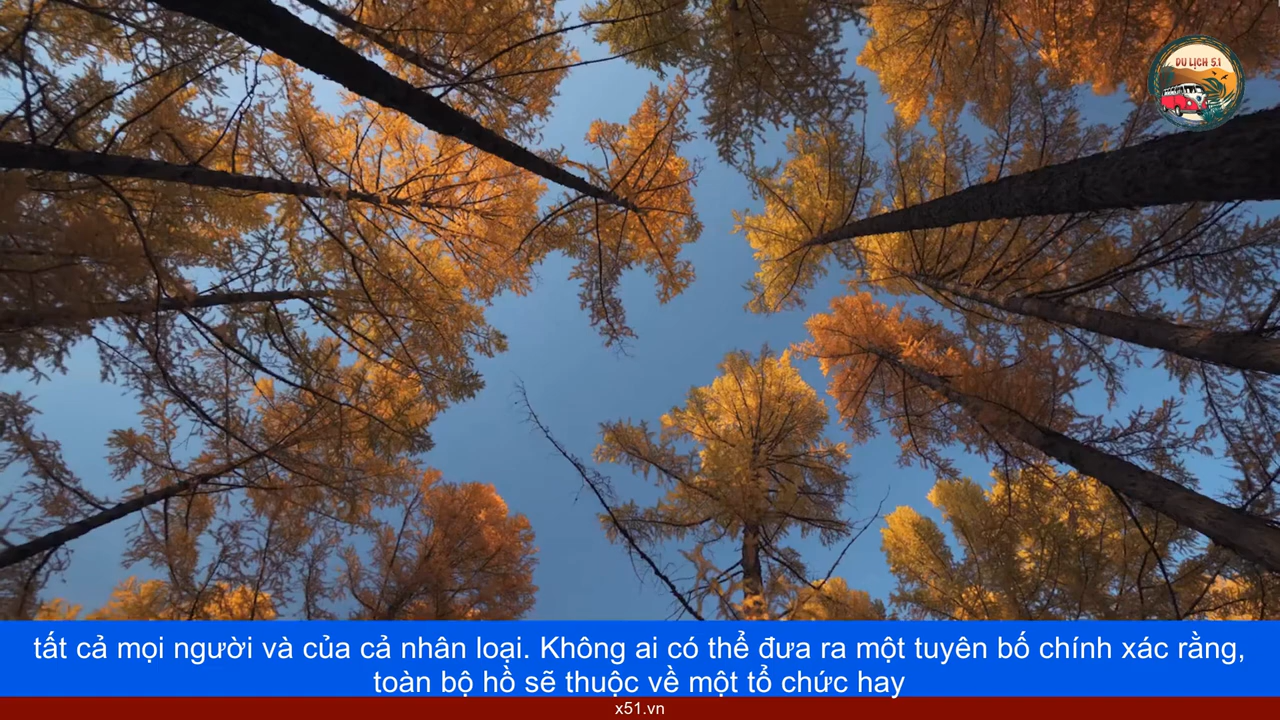 DU LỊCH 5.1
tất cả mọi người và của cả nhân loại. Không ai có thể đưa ra một tuyên bố chính xác rằng,
toàn bộ hồ sẽ thuộc về một tổ chức hay
x51.vn